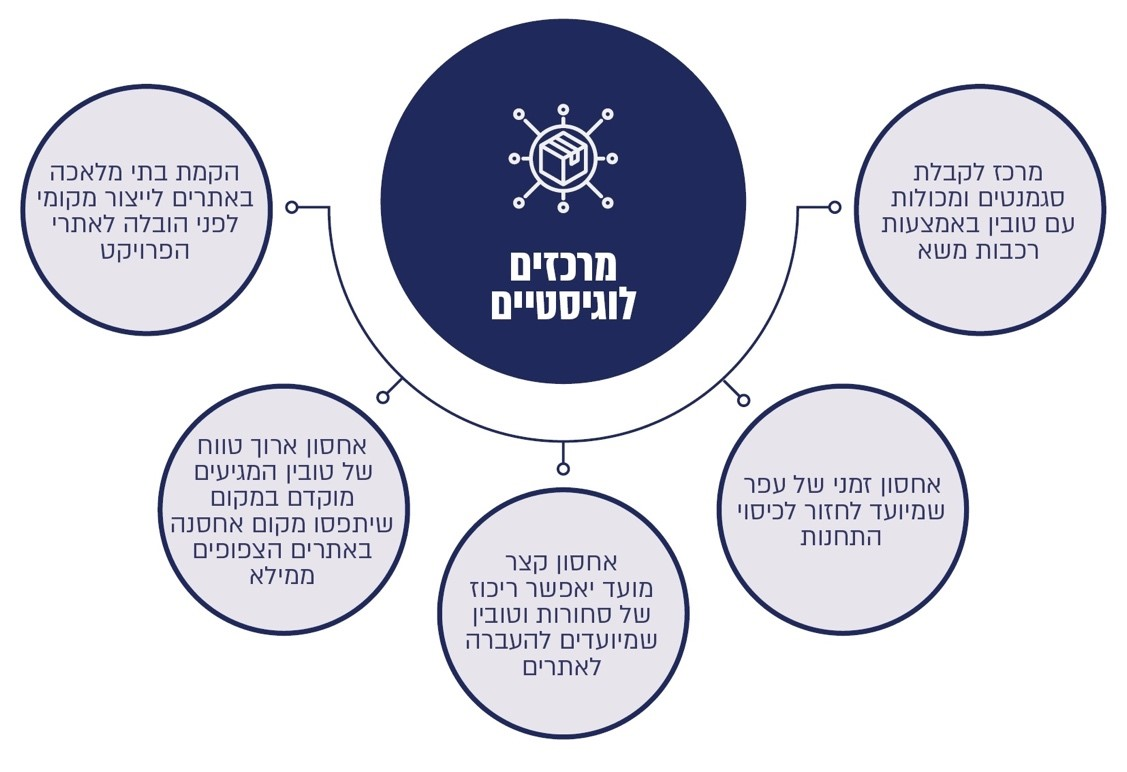 מרכזים
לוגיסטיים
מרכז לקבלת
סגמנטים ומכולות
עם טובין באמצעות
רכבות משא
אחסון זמני של עפר
שמיועד לחזור לכיסוי
התחנות
אחסון קצר
מועד יאפשר ריכוז
של סחורות וטובין
שמיועדים להעברה
לאתרים
אחסון ארוך טווח
של טובין המגיעים
מוקדם במקום
שיתפסו מקום אחסנה
באתרים הצפופים
ממילא
הקמת בתי מלאכה
באתרים לייצור מקומי
לפני הובלה לאתרי
הפרויקט